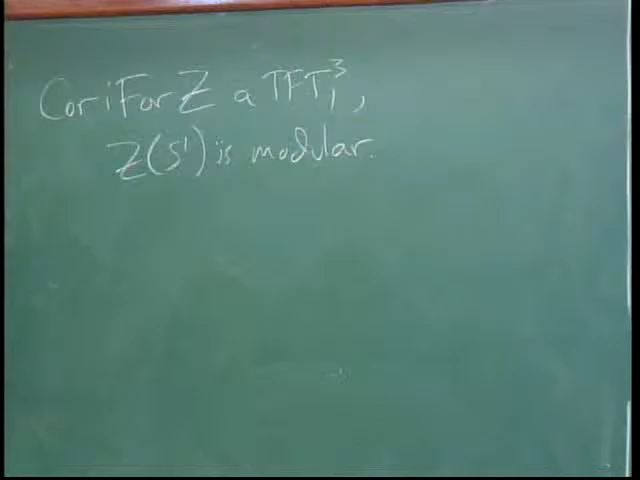 Cor: For Z a TFT₁³,
Z(S¹) is modular.